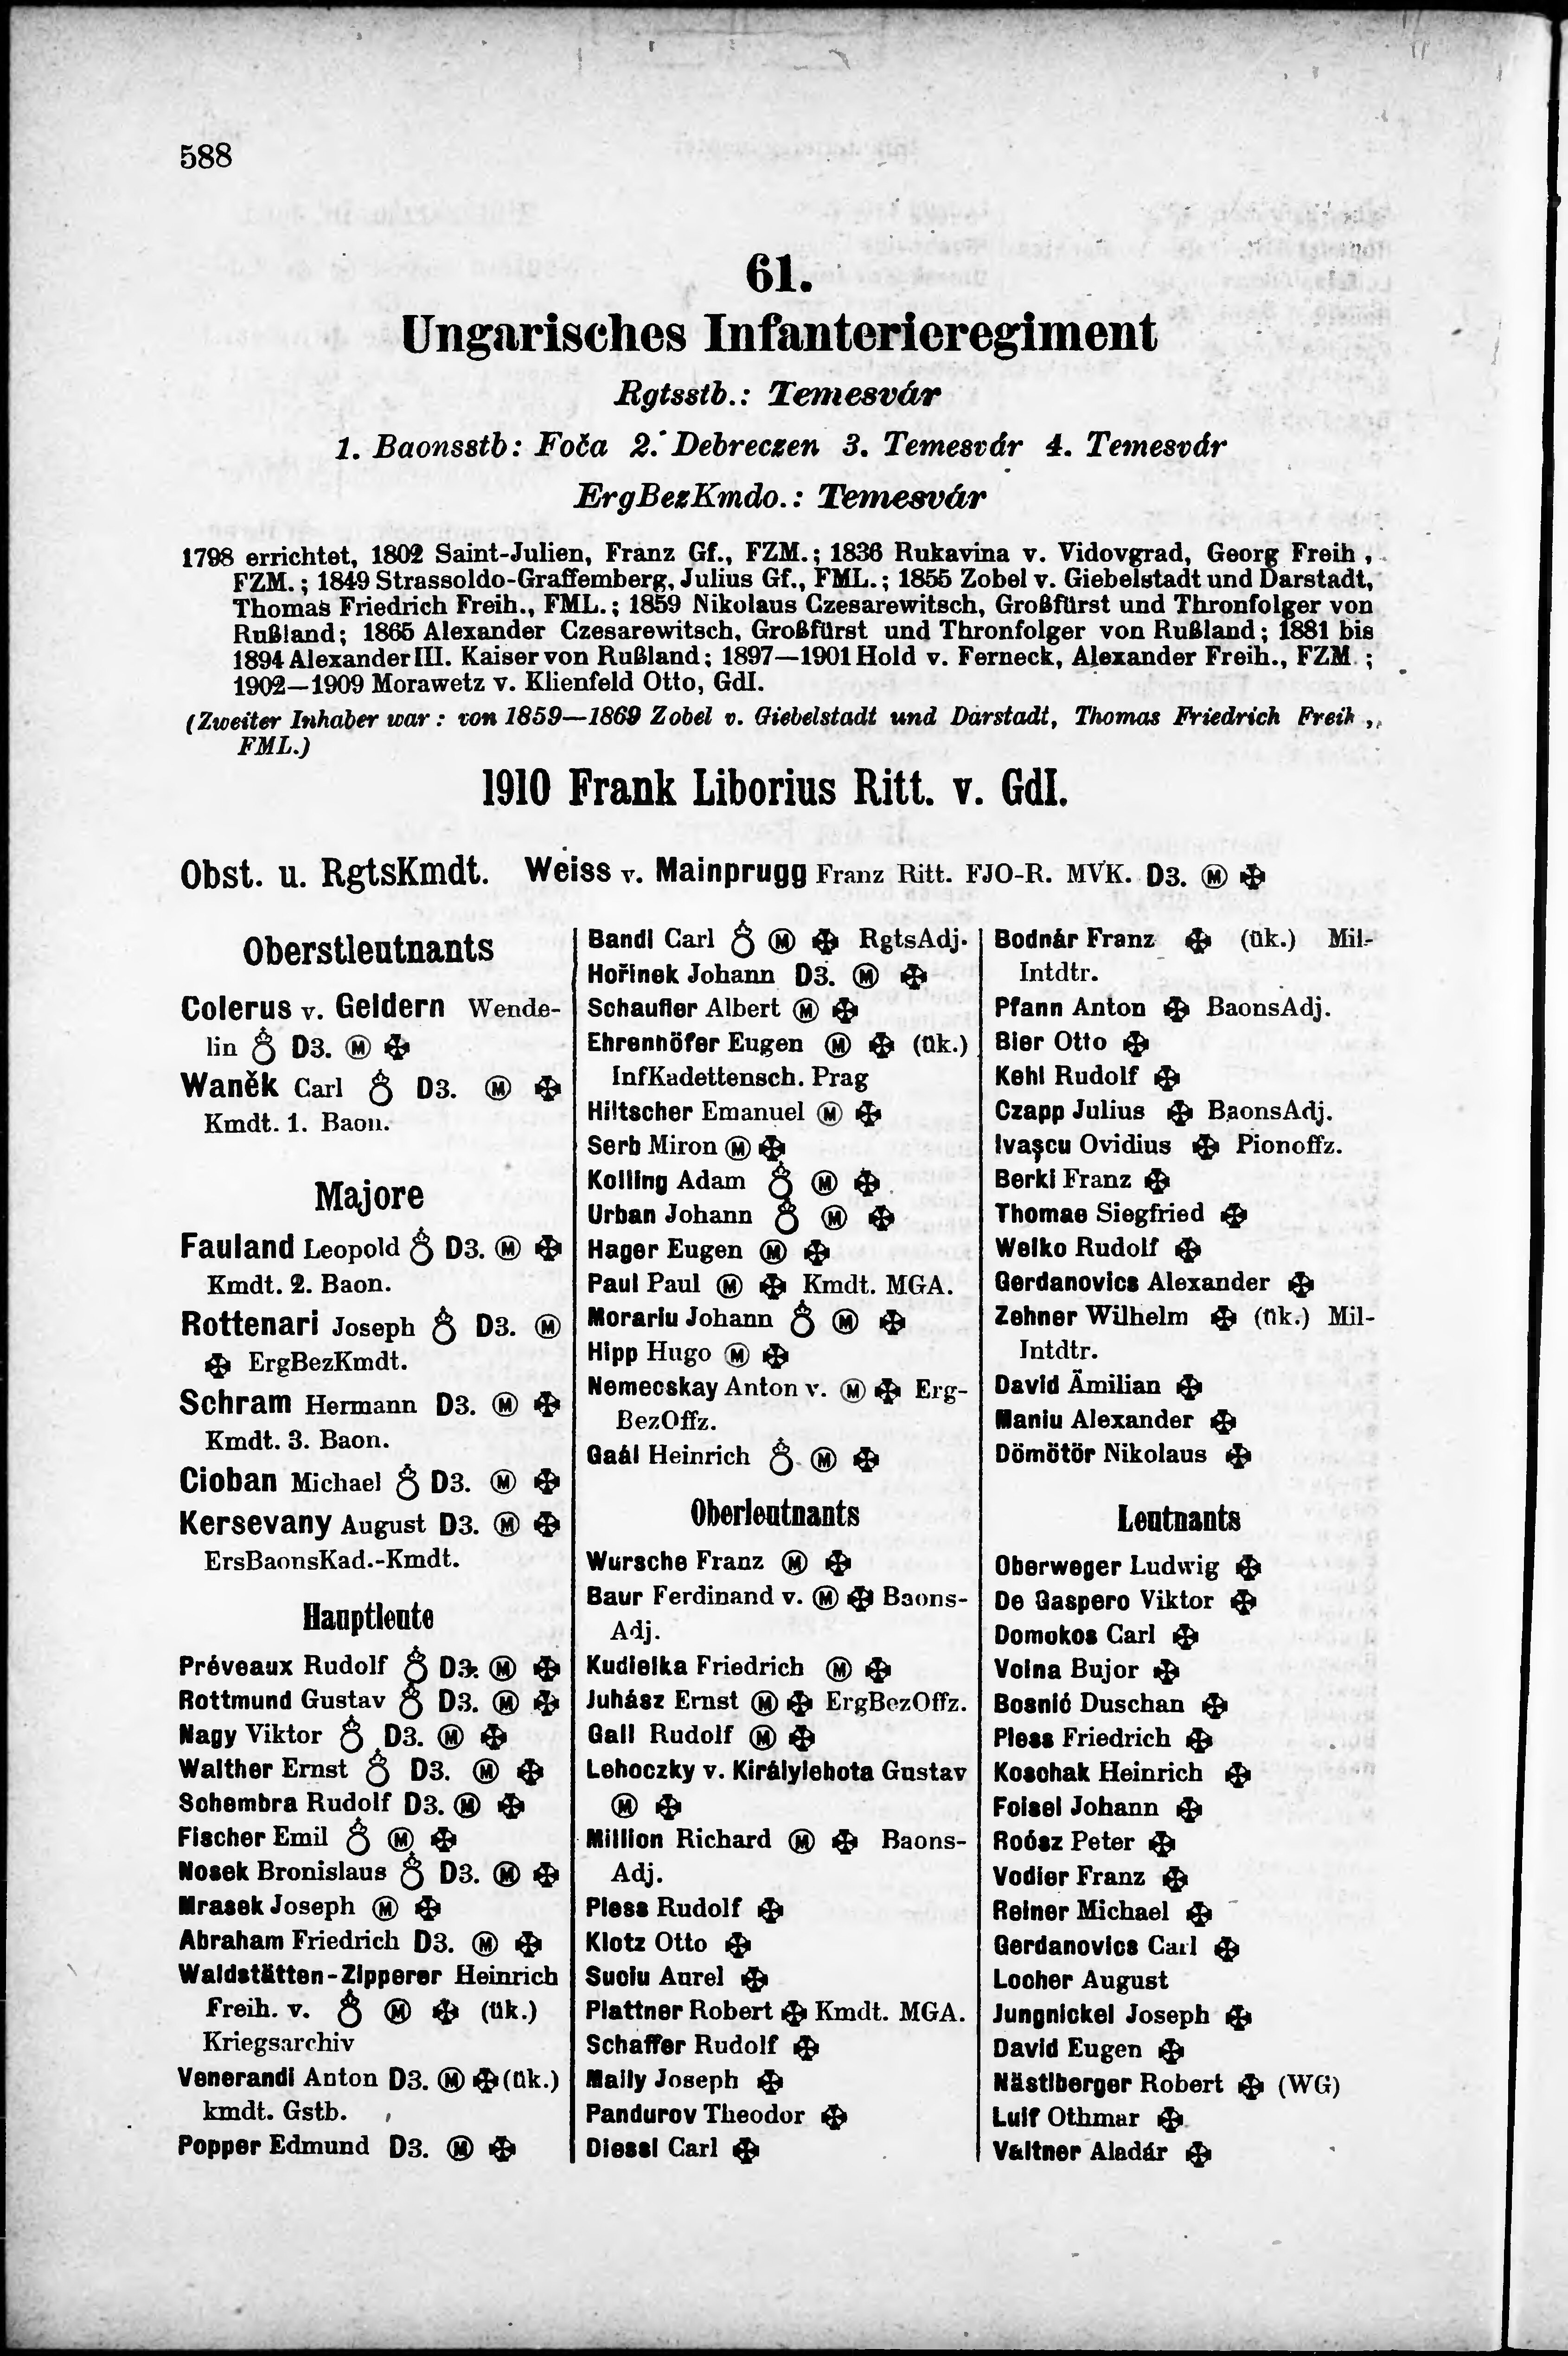 588
61.
Ungarisches Infanterieregiment
Rgtsstb.: Temesvár
1. Baonsstb: Foča 2. Debreczen 3. Temesvár 4. Temesvár
ErgBezKmdo.: Temesvár
1798 errichtet, 1802 Saint-Julien, Franz Gf., FZM.; 1836 Rukavina v. Vidovgrad, Georg Freih.,
FZM.; 1849 Strassoldo-Graffemberg, Julius Gf., FML.; 1855 Zobel v. Giebelstadt und Darstadt,
Thomas Friedrich Freih., FML.; 1859 Nikolaus Czesarewitsch, Großfürst und Thronfolger von
Rußland; 1865 Alexander Czesarewitsch, Großfürst und Thronfolger von Rußland; 1881 bis
1894 Alexander III. Kaiser von Rußland; 1897—1901 Hold v. Ferneck, Alexander Freih., FZM.;
1902—1909 Morawetz v. Klienfeld Otto, GdI.
(Zweiter Inhaber war: von 1859—1869 Zobel v. Giebelstadt und Darstadt, Thomas Friedrich Freih.,
FML.)
1910 Frank Liborius Ritt. v. GdI.
Obst. u. RgtsKmdt. Weiss v. Mainprugg Franz Ritt. FJO-R. MVK. D3. Ⓜ ✠
Oberstleutnants
Colerus v. Geldern Wende-
lin D3. Ⓜ ✠
Waněk Carl D3. Ⓜ ✠
Kmdt. 1. Baon.
Majore
Fauland Leopold D3. Ⓜ ✠
Kmdt. 2. Baon.
Rottenari Joseph D3. Ⓜ
✠ ErgBezKmdt.
Schram Hermann D3. Ⓜ ✠
Kmdt. 3. Baon.
Cioban Michael D3. Ⓜ ✠
Kersevany August D3. Ⓜ ✠
ErsBaonsKad.-Kmdt.
Hauptleute
Préveaux Rudolf D3. Ⓜ ✠
Rottmund Gustav D3. Ⓜ ✠
Nagy Viktor D3. Ⓜ ✠
Walther Ernst D3. Ⓜ ✠
Schembra Rudolf D3. Ⓜ ✠
Fischer Emil Ⓜ ✠
Nosek Bronislaus D3. Ⓜ ✠
Mrasek Joseph Ⓜ ✠
Abraham Friedrich D3. Ⓜ ✠
Waldstätten-Zipperer Heinrich
Freih. v. Ⓜ ✠ (ük.)
Kriegsarchiv
Venerandi Anton D3. Ⓜ ✠ (ük.)
kmdt. Gstb.
Popper Edmund D3. Ⓜ ✠
Bandl Carl Ⓜ ✠ RgtsAdj.
Hořinek Johann D3. Ⓜ ✠
Schaufler Albert Ⓜ ✠
Ehrenhöfer Eugen Ⓜ ✠ (ük.)
InfKadettensch. Prag
Hiltscher Emanuel Ⓜ ✠
Serb Miron Ⓜ ✠
Kolling Adam Ⓜ ✠
Urban Johann Ⓜ ✠
Hager Eugen Ⓜ ✠
Paul Paul Ⓜ ✠ Kmdt. MGA.
Morariu Johann Ⓜ ✠
Hipp Hugo Ⓜ ✠
Nemecskay Anton v. Ⓜ ✠ Erg-
BezOffz.
Gaál Heinrich Ⓜ ✠
Oberleutnants
Wursche Franz Ⓜ ✠
Baur Ferdinand v. Ⓜ ✠ Baons-
Adj.
Kudielka Friedrich Ⓜ ✠
Juhász Ernst Ⓜ ✠ ErgBezOffz.
Gall Rudolf Ⓜ ✠
Lehoczky v. Királylehota Gustav
Ⓜ ✠
Million Richard Ⓜ ✠ Baons-
Adj.
Pless Rudolf ✠
Klotz Otto ✠
Suciu Aurel ✠
Plattner Robert ✠ Kmdt. MGA.
Schaffer Rudolf ✠
Mally Joseph ✠
Pandurov Theodor ✠
Diessl Carl ✠
Bodnár Franz ✠ (ük.) Mil-
Intdtr.
Pfann Anton ✠ BaonsAdj.
Bier Otto ✠
Kehl Rudolf ✠
Czapp Julius ✠ BaonsAdj.
Ivaşcu Ovidius ✠ Pionoffz.
Berki Franz ✠
Thomae Siegfried ✠
Welko Rudolf ✠
Gerdanovics Alexander ✠
Zehner Wilhelm ✠ (ük.) Mil-
Intdtr.
David Ämilian ✠
Maniu Alexander ✠
Dömötör Nikolaus ✠
Leutnants
Oberweger Ludwig ✠
De Gaspero Viktor ✠
Domokos Carl ✠
Voina Bujor ✠
Bosnić Duschan ✠
Pless Friedrich ✠
Koschak Heinrich ✠
Foisel Johann ✠
Roósz Peter ✠
Vodier Franz ✠
Reiner Michael ✠
Gerdanovics Carl ✠
Locher August
Jungnickel Joseph ✠
David Eugen ✠
Nästlberger Robert ✠ (WG)
Luif Othmar ✠
Valtner Aladár ✠